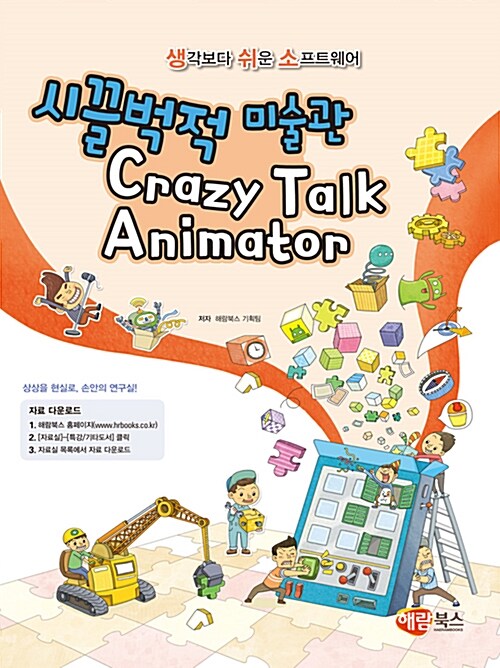 생각보다 쉬운 소프트웨어
시끌벅적 미술관
Crazy Talk
Animator
저자 해람북스 기획팀
상상을 현실로, 손안의 연구실!
자료 다운로드
1. 해람북스 홈페이지(www.hrbooks.co.kr)
2. [자료실]-[특강/기타도서] 클릭
3. 자료실 목록에서 자료 다운로드
해람북스
HAERAMBOOKS